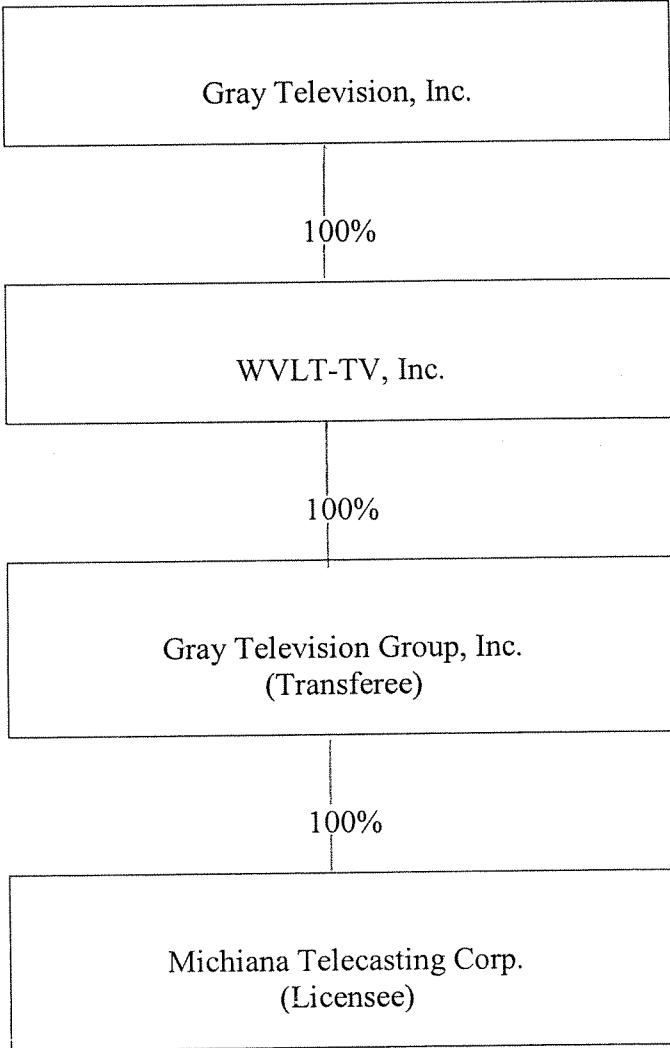 Gray Television, Inc.
100%
WVLT-TV, Inc.
100%
Gray Television Group, Inc.
(Transferee)
100%
Michiana Telecasting Corp.
(Licensee)